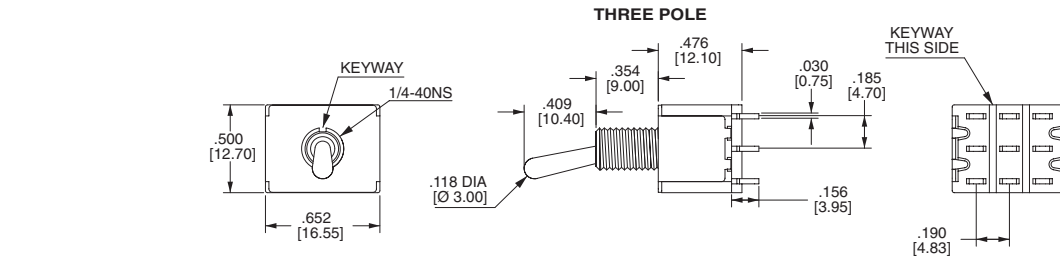 THREE POLE
KEYWAY
1/4-40NS
.500
[12.70]
.652
[16.55]
.409
[10.40]
.354
[9.00]
.476
[12.10]
.118 DIA
[Ø 3.00]
.030
[0.75]
.185
[4.70]
.156
[3.95]
KEYWAY
THIS SIDE
.190
[4.83]